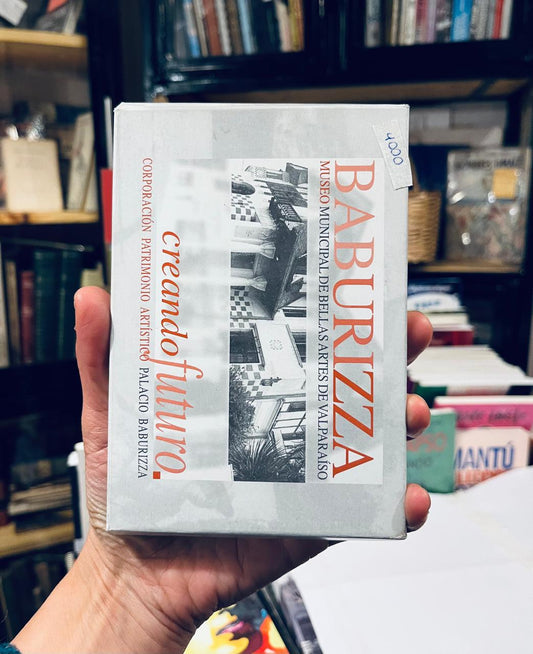 4000
BABURIZZA
MUSEO MUNICIPAL DE BELLAS ARTES DE VALPARAÍSO
creando futuro.
CORPORACIÓN PATRIMONIO ARTÍSTICO PALACIO BABURIZZA
MANTÚ